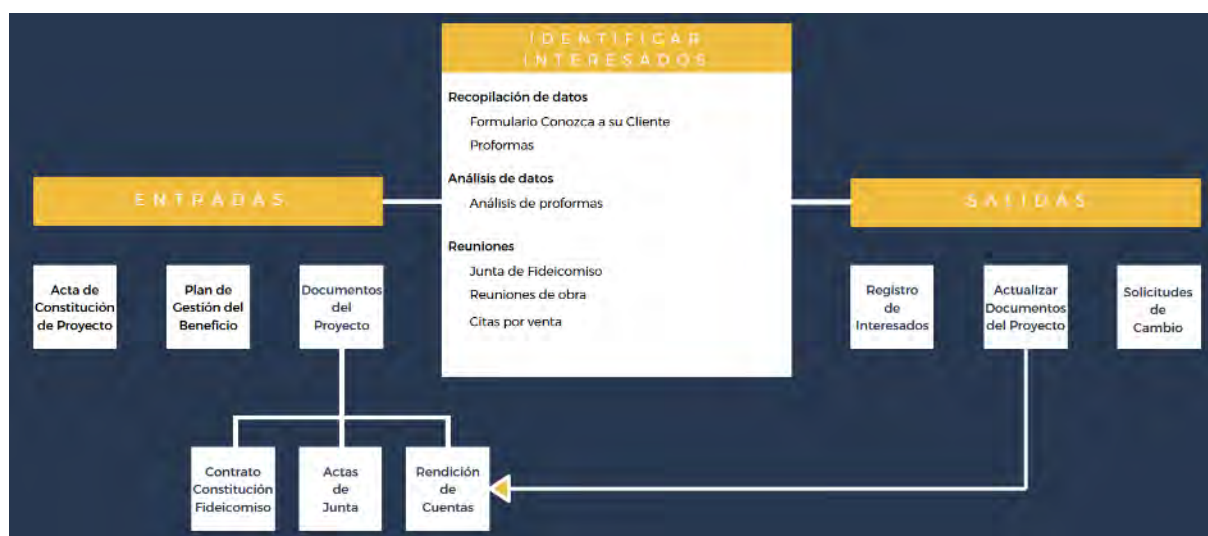 IDENTIFICAR
INTERESADOS
Recopilación de datos
Formulario Conozca a su Cliente
Proformas
Análisis de datos
Análisis de proformas
Reuniones
Junta de Fideicomiso
Reuniones de obra
Citas por venta
ENTRADAS
Acta de
Constitución
de Proyecto
Plan de
Gestión del
Beneficio
Documentos
del
Proyecto
Contrato
Constitución
Fideicomiso
Actas
de
Junta
Rendición
de
Cuentas
SALIDAS
Registro
de
Interesados
Actualizar
Documentos
del Proyecto
Solicitudes
de
Cambio